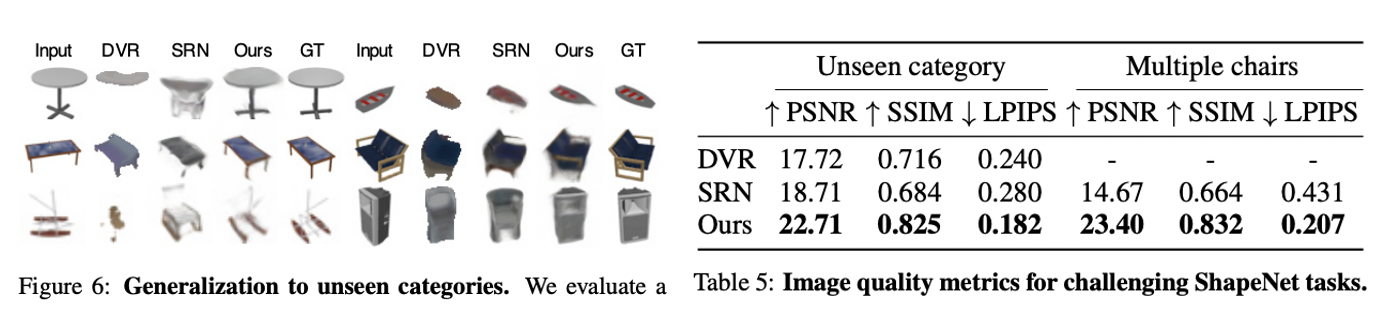 Input DVR SRN Ours GT Input DVR SRN Ours GT
Figure 6: Generalization to unseen categories. We evaluate a
Unseen category Multiple chairs
↑ PSNR ↑ SSIM ↓ LPIPS ↑ PSNR ↑ SSIM ↓ LPIPS
DVR 17.72 0.716 0.240 - - -
SRN 18.71 0.684 0.280 14.67 0.664 0.431
Ours 22.71 0.825 0.182 23.40 0.832 0.207
Table 5: Image quality metrics for challenging ShapeNet tasks.